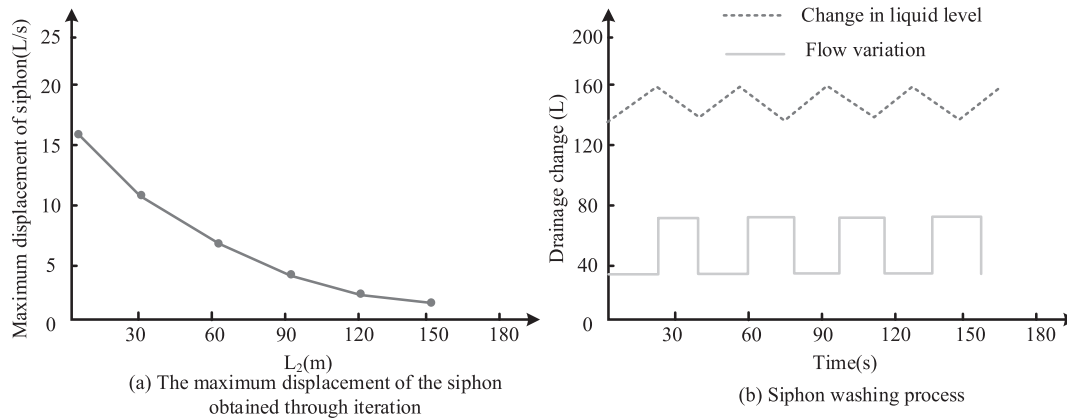 Maximum displacement of siphon(L/s)
25
20
15
10
5
0
30
60
90
120
150
180
L₂(m)
(a) The maximum displacement of the siphon
obtained through iteration
Change in liquid level
Flow variation
Drainage change (L)
200
160
120
80
40
0
30
60
90
120
150
180
Time(s)
(b) Siphon washing process